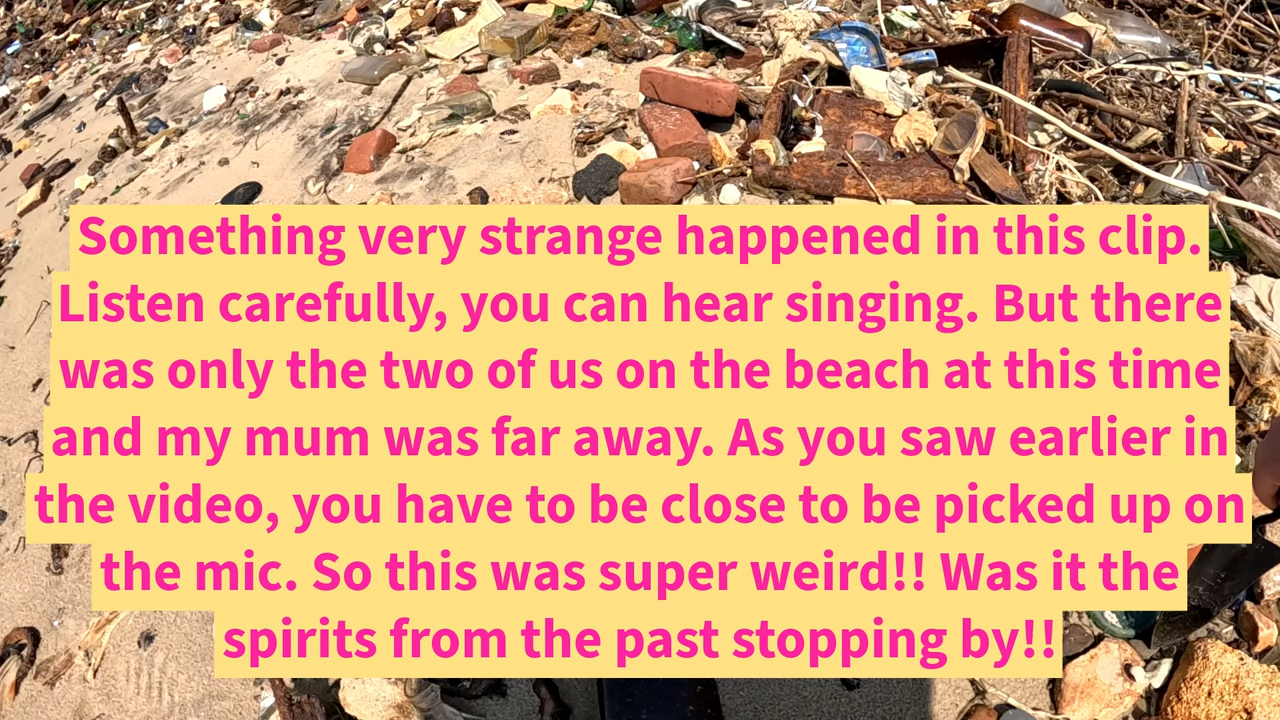 Something very strange happened in this clip.
Listen carefully, you can hear singing. But there
was only the two of us on the beach at this time
and my mum was far away. As you saw earlier in
the video, you have to be close to be picked up on
the mic. So this was super weird!! Was it the
spirits from the past stopping by!!